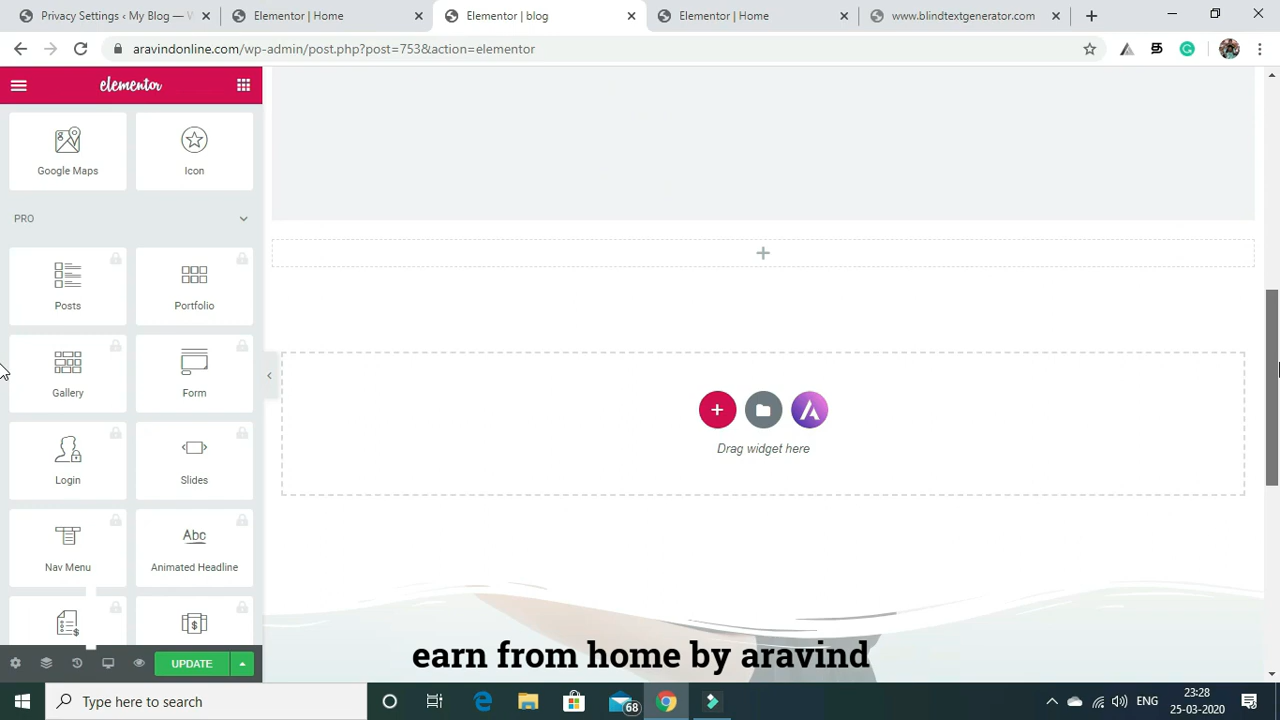 Privacy Settings ‹ My Blog — W
Elementor | Home
Elementor | blog
Elementor | Home
www.blindtextgenerator.com
aravindonline.com/wp-admin/post.php?post=753&action=elementor
elementor
Google Maps
Icon
PRO
Posts
Portfolio
Gallery
Form
Login
Slides
Nav Menu
Abc
Animated Headline
Drag widget here
UPDATE
earn from home by aravind
Type here to search
68
ENG
23:28
25-03-2020